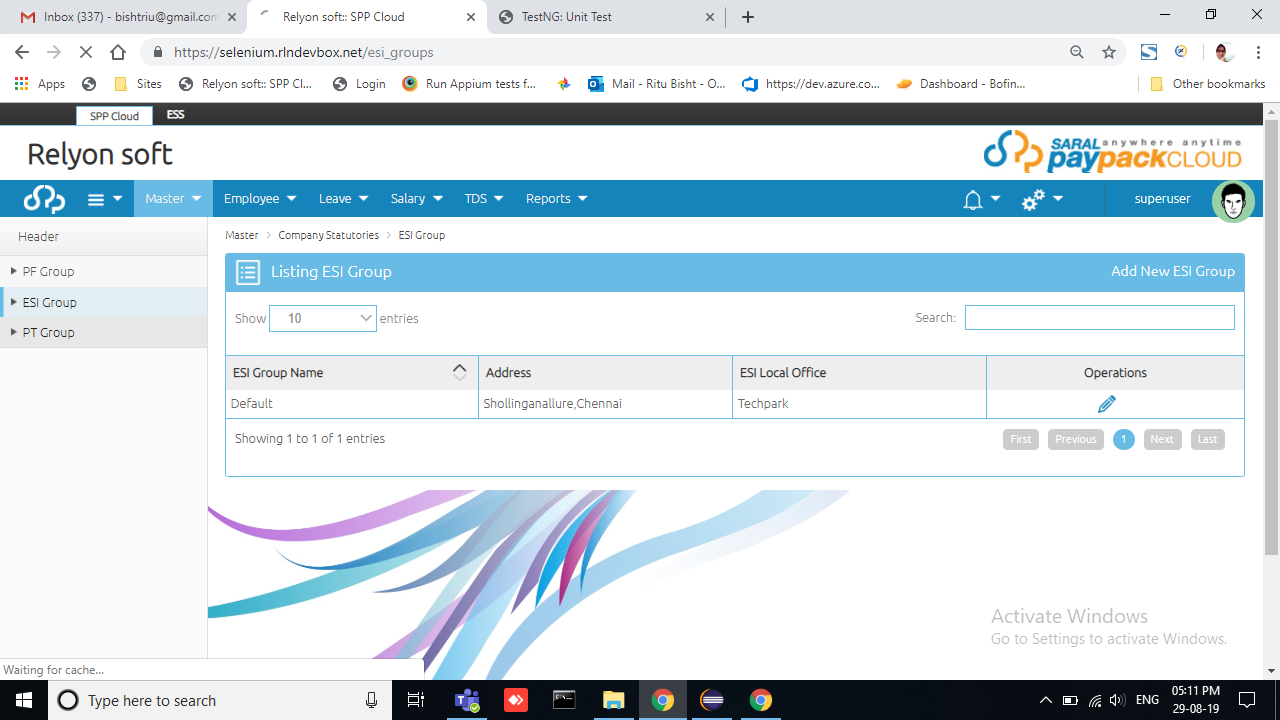 Inbox (337) - bishtriu@gmail.con
Relyon soft:: SPP Cloud
TestNG: Unit Test
https://selenium.rlndevbox.net/esi_groups
Apps
Sites
Relyon soft:: SPP Cl...
Login
Run Appium tests f...
Mail - Ritu Bisht - O...
https://dev.azure.co...
Dashboard - Bofin...
Other bookmarks
SPP Cloud
ESS
Relyon soft
SARAL anywhere anytime
paypackCLOUD
Master
Employee
Leave
Salary
TDS
Reports
superuser
Header
PF Group
ESI Group
PT Group
Master > Company Statutories > ESI Group
Listing ESI Group
Add New ESI Group
Show 10 entries
Search:
ESI Group Name
Address
ESI Local Office
Operations
Default
Shollinganallure,Chennai
Techpark
Showing 1 to 1 of 1 entries
First
Previous
1
Next
Last
Activate Windows
Go to Settings to activate Windows.
Waiting for cache...
Type here to search
ENG
05:11 PM
29-08-19